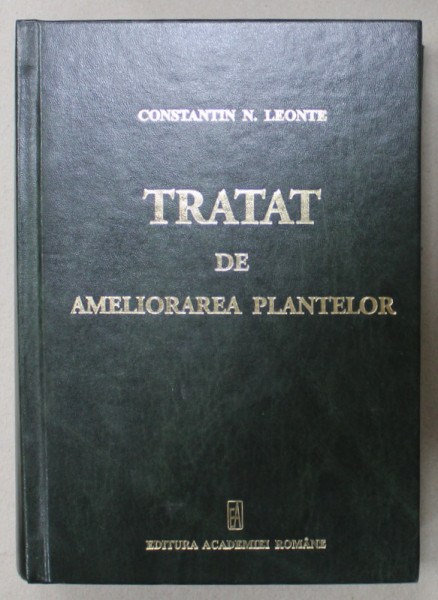 CONSTANTIN N. LEONTE
TRATAT
DE
AMELIORAREA PLANTELOR
EA
EDITURA ACADEMIEI ROMÂNE